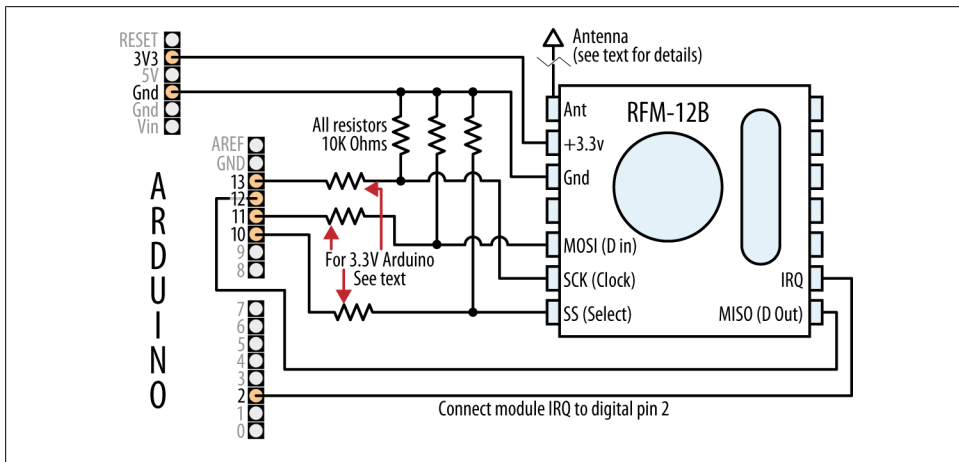 RESET
3V3
5V
Gnd
Gnd
Vin
AREF
GND
13
12
11
10
9
8
7
6
5
4
3
2
1
0
ARDUINO
All resistors
10K Ohms
For 3.3V Arduino
See text
Antenna
(see text for details)
RFM-12B
Ant
+3.3v
Gnd
MOSI (D in)
SCK (Clock)
SS (Select)
IRQ
MISO (D Out)
Connect module IRQ to digital pin 2